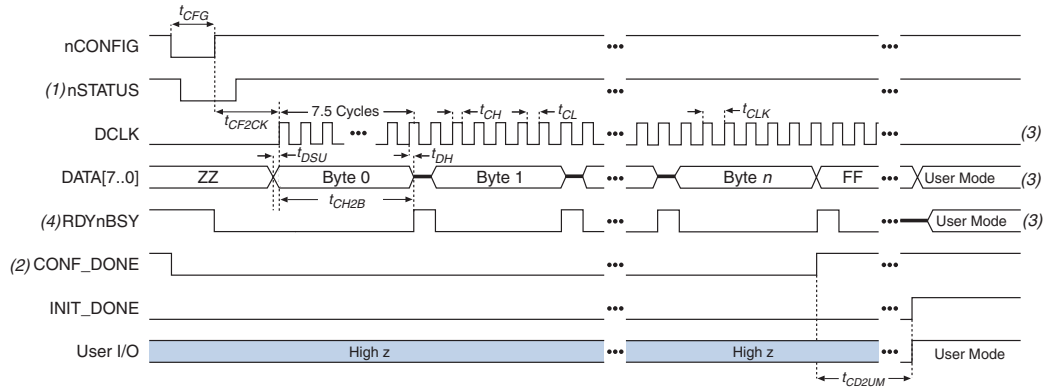 tCFG
nCONFIG
(1) nSTATUS
tCF2CK
7.5 Cycles
tCH
tCL
tCLK
DCLK
(3)
tDSU
tDH
DATA[7..0]
ZZ
Byte 0
Byte 1
Byte n
FF
User Mode
(3)
tCH2B
(4) RDYnBSY
User Mode
(3)
(2) CONF_DONE
INIT_DONE
User I/O
High z
High z
User Mode
tCD2UM